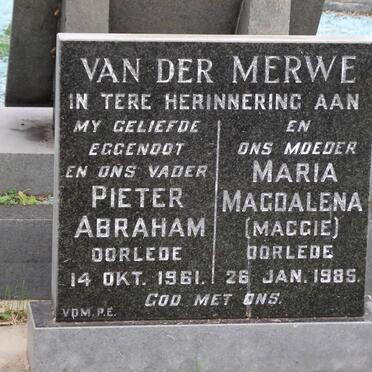 VAN DER MERWE
IN TERE HERINNERING AAN
MY GELIEFDE
EGGENOOT
EN ONS VADER
PIETER
ABRAHAM
OORLEDE
14 OKT. 1961.
EN
ONS MOEDER
MARIA
MAGDALENA
(MAGGIE)
OORLEDE
26 JAN. 1985.
GOD MET ONS.
V.D.M. P.E.